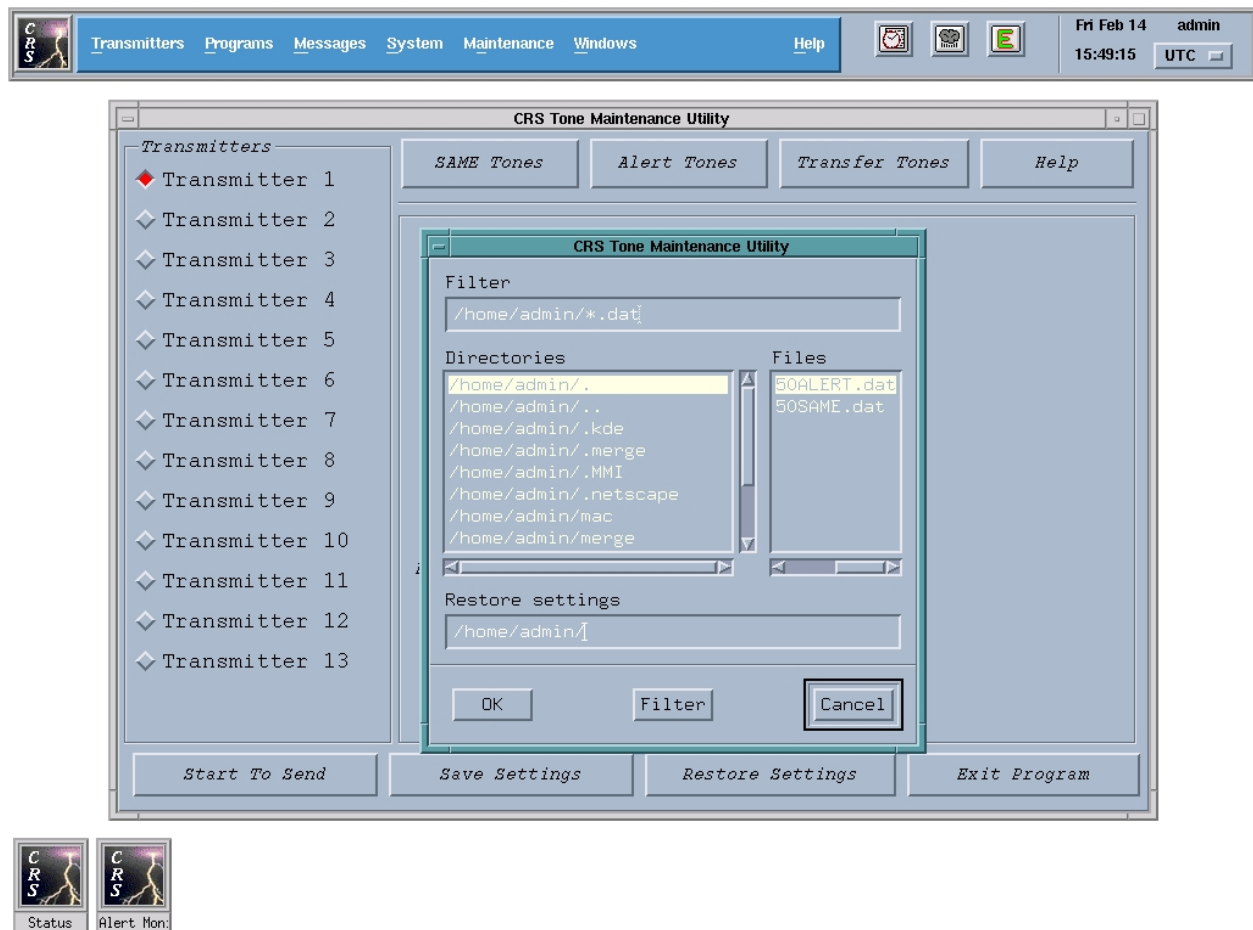 CRS
Transmitters Programs Messages System Maintenance Windows Help
E
Fri Feb 14 admin
15:49:15 UTC
CRS Tone Maintenance Utility
Transmitters
Transmitter 1
Transmitter 2
Transmitter 3
Transmitter 4
Transmitter 5
Transmitter 6
Transmitter 7
Transmitter 8
Transmitter 9
Transmitter 10
Transmitter 11
Transmitter 12
Transmitter 13
SAME Tones Alert Tones Transfer Tones Help
CRS Tone Maintenance Utility
Filter
/home/admin/*.dat
Directories
/home/admin/.
/home/admin/..
/home/admin/.kde
/home/admin/.merge
/home/admin/.MMI
/home/admin/.netscape
/home/admin/mac
/home/admin/merge
Files
50ALERT.dat
50SAME.dat
Restore settings
/home/admin/
OK Filter Cancel
Start To Send Save Settings Restore Settings Exit Program
CRS
Status
CRS
Alert Mon: